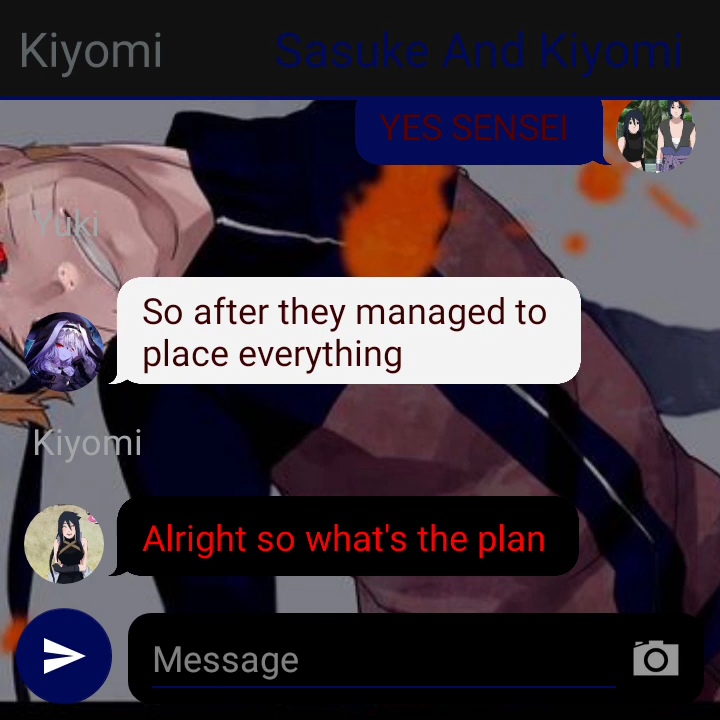 Kiyomi
Sasuke And Kiyomi
YES SENSEI
Yuki
So after they managed to
place everything
Kiyomi
Alright so what's the plan
Message